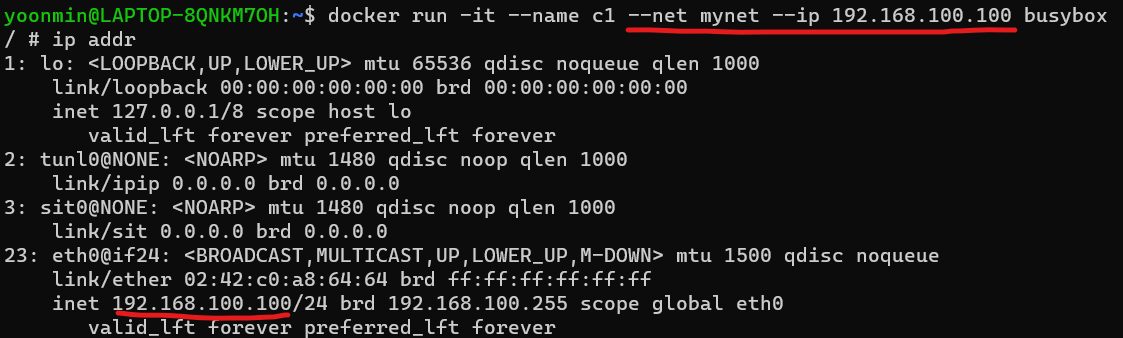 yoonmin@LAPTOP-8QNKM7OH:~$ docker run -it --name c1 --net mynet --ip 192.168.100.100 busybox
/ # ip addr
1: lo: <LOOPBACK,UP,LOWER_UP> mtu 65536 qdisc noqueue qlen 1000
    link/loopback 00:00:00:00:00:00 brd 00:00:00:00:00:00
    inet 127.0.0.1/8 scope host lo
       valid_lft forever preferred_lft forever
2: tunl0@NONE: <NOARP> mtu 1480 qdisc noop qlen 1000
    link/ipip 0.0.0.0 brd 0.0.0.0
3: sit0@NONE: <NOARP> mtu 1480 qdisc noop qlen 1000
    link/sit 0.0.0.0 brd 0.0.0.0
23: eth0@if24: <BROADCAST,MULTICAST,UP,LOWER_UP,M-DOWN> mtu 1500 qdisc noqueue
    link/ether 02:42:c0:a8:64:64 brd ff:ff:ff:ff:ff:ff
    inet 192.168.100.100/24 brd 192.168.100.255 scope global eth0
       valid_lft forever preferred_lft forever